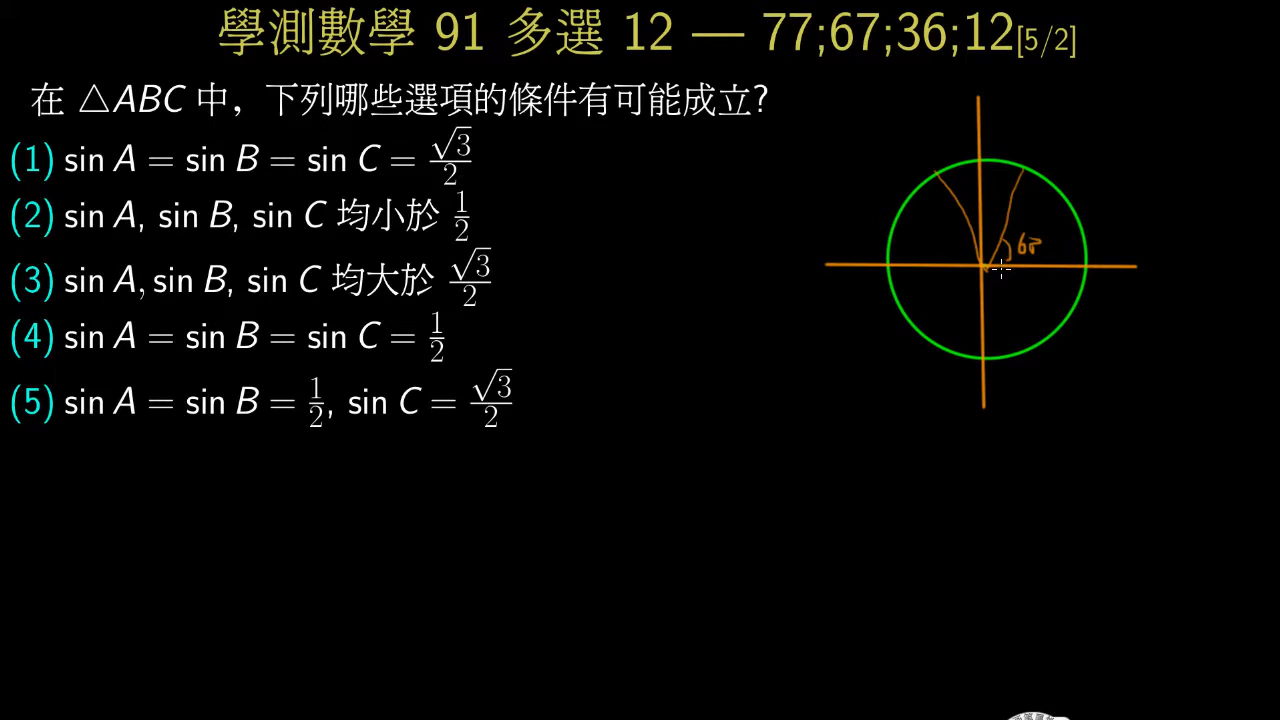 學測數學 91 多選 12 — 77;67;36;12[5/2]
在 △ABC 中，下列哪些選項的條件有可能成立?
(1) sin A = sin B = sin C = √3/2
(2) sin A, sin B, sin C 均小於 1/2
(3) sin A, sin B, sin C 均大於 √3/2
(4) sin A = sin B = sin C = 1/2
(5) sin A = sin B = 1/2, sin C = √3/2